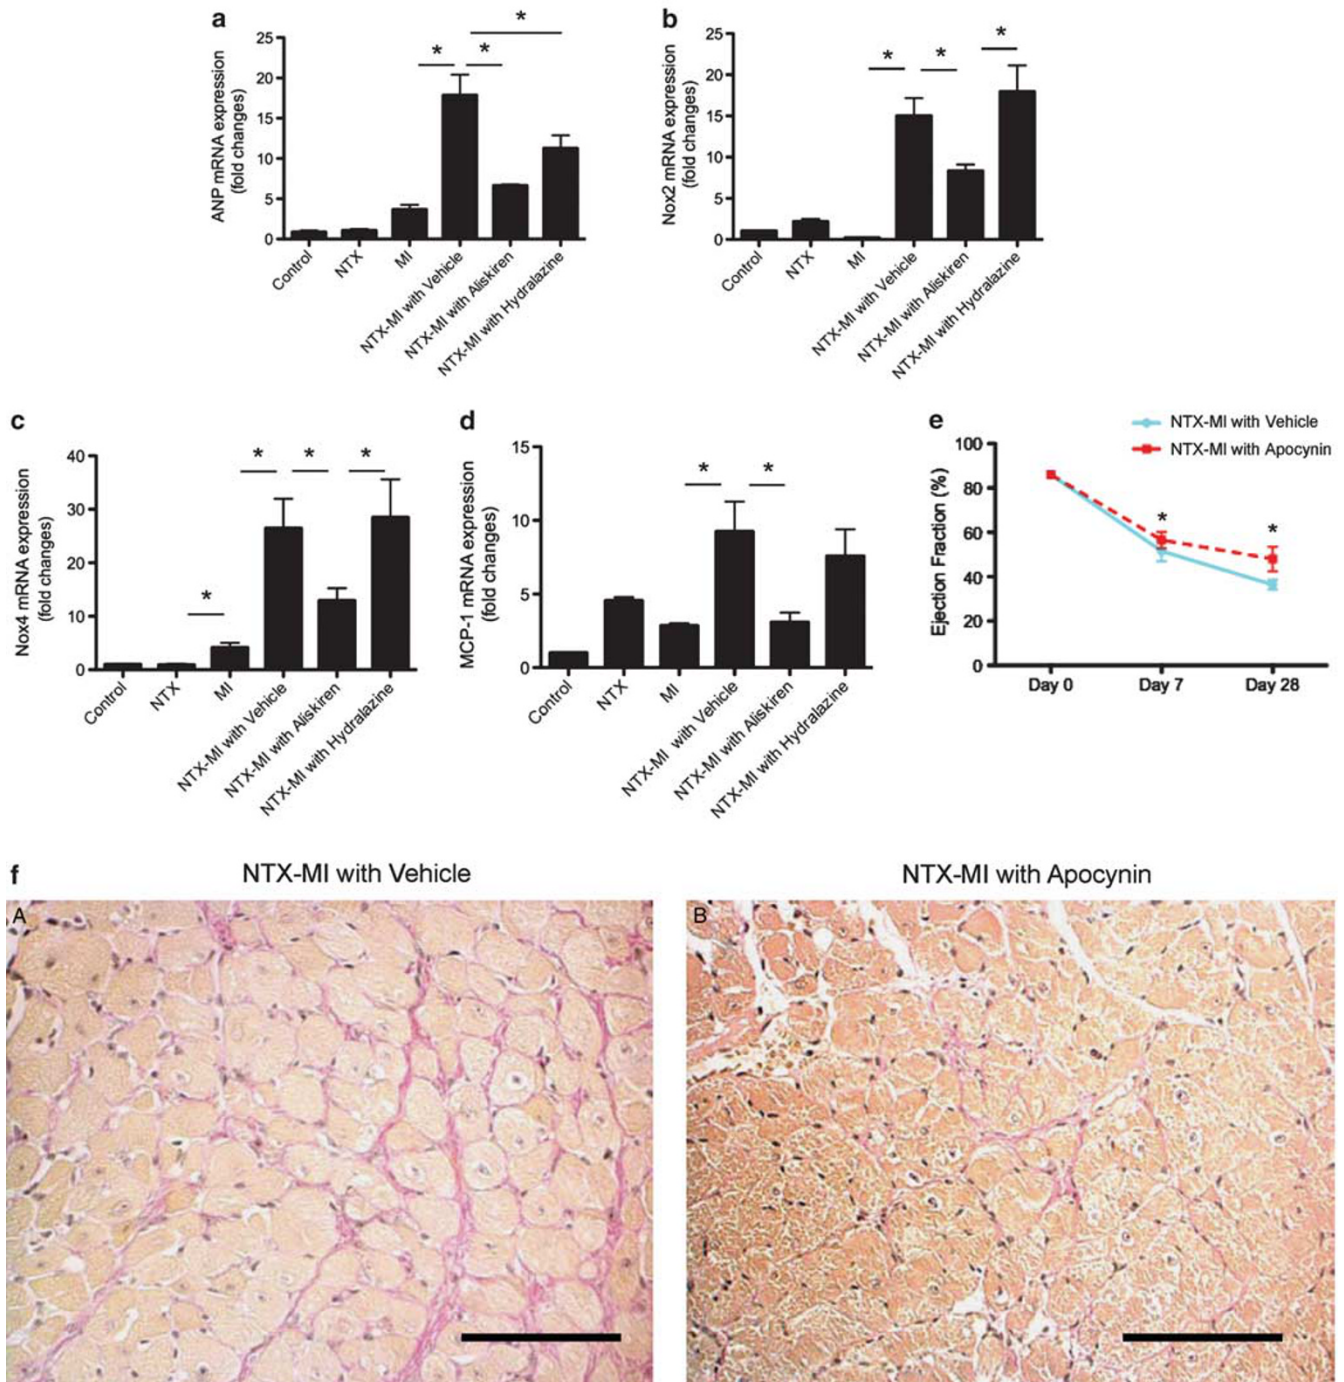 a
ANP mRNA expression
(fold changes)
25
20
15
10
5
0
* * *
Control
NTX
MI
NTX-MI with Vehicle
NTX-MI with Aliskiren
NTX-MI with Hydralazine
b
Nox2 mRNA expression
(fold changes)
25
20
15
10
5
0
* * *
Control
NTX
MI
NTX-MI with Vehicle
NTX-MI with Aliskiren
NTX-MI with Hydralazine
c
Nox4 mRNA expression
(fold changes)
40
30
20
10
0
* * * *
Control
NTX
MI
NTX-MI with Vehicle
NTX-MI with Aliskiren
NTX-MI with Hydralazine
d
MCP-1 mRNA expression
(fold changes)
15
10
5
0
* *
Control
NTX
MI
NTX-MI with Vehicle
NTX-MI with Aliskiren
NTX-MI with Hydralazine
e
NTX-MI with Vehicle
NTX-MI with Apocynin
Ejection Fraction (%)
100
80
60
40
20
0
* *
Day 0 Day 7 Day 28
f
NTX-MI with Vehicle
NTX-MI with Apocynin
A
B